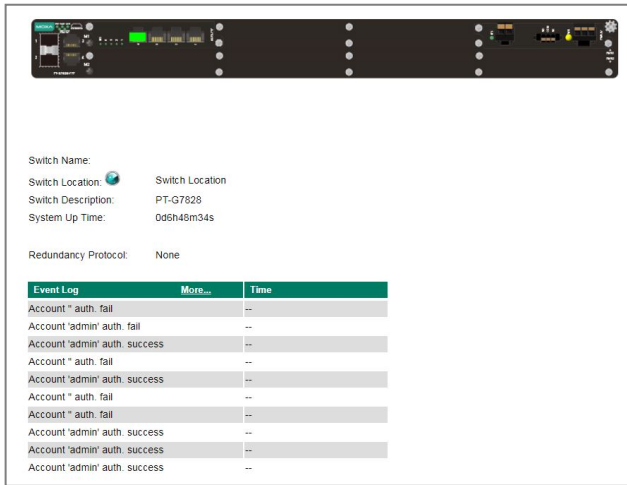 M1
M2
Switch Name:
Switch Location: Switch Location
Switch Description: PT-G7828
System Up Time: 0d6h48m34s
Redundancy Protocol: None
Event Log More... Time
Account '' auth. fail --
Account 'admin' auth. fail --
Account 'admin' auth. success --
Account '' auth. fail --
Account 'admin' auth. success --
Account '' auth. fail --
Account '' auth. fail --
Account 'admin' auth. success --
Account 'admin' auth. success --
Account 'admin' auth. success --